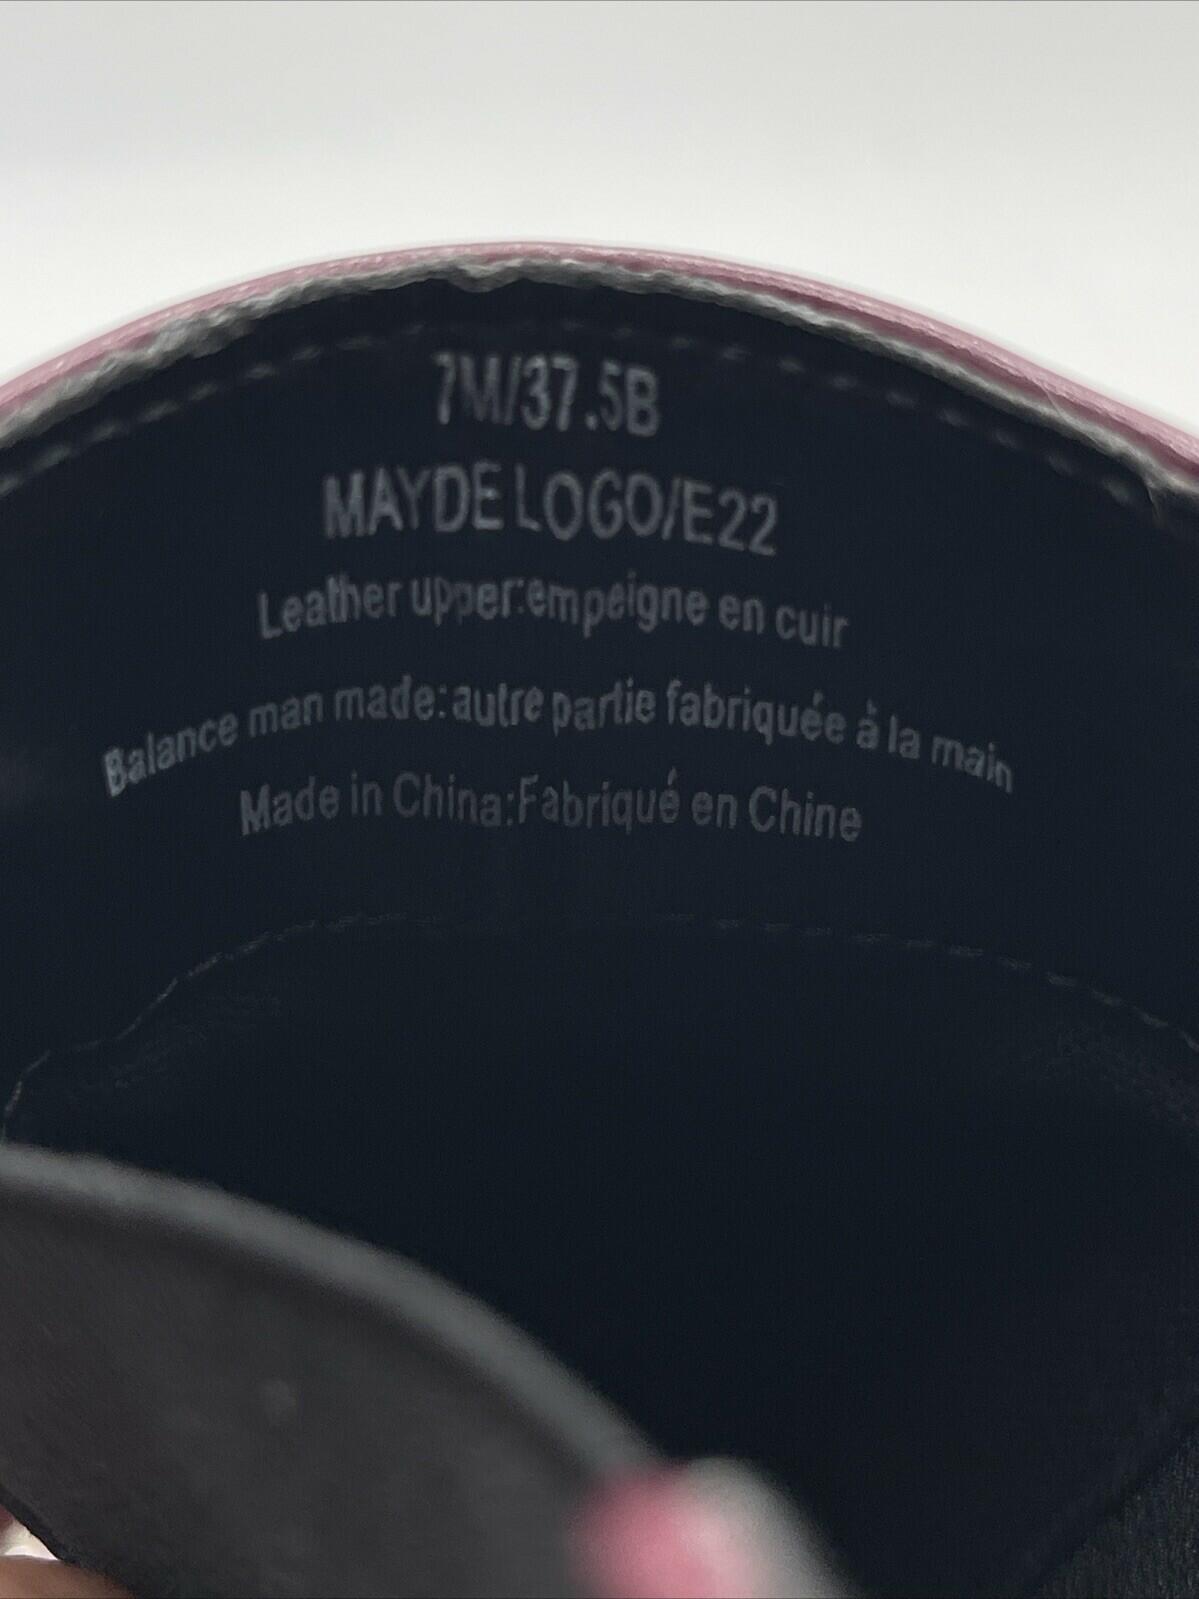 7M/37.5B
MAYDE LOGO/E22
Leather upper:empeigne en cuir
Balance man made:autre partie fabriquée à la main
Made in China:Fabriqué en Chine